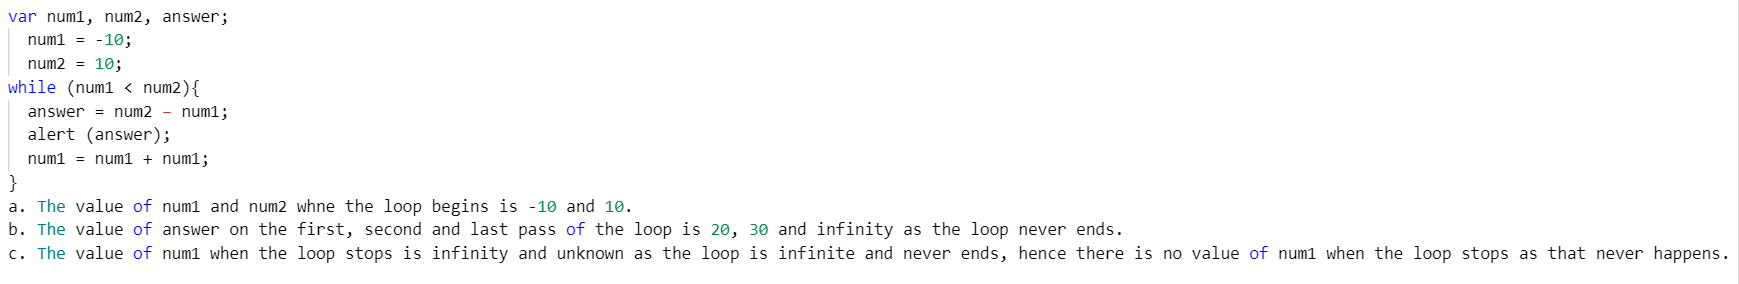 var num1, num2, answer;
num1 = -10;
num2 = 10;
while (num1 < num2){
answer = num2 – num1;
alert (answer);
num1 = num1 + num1;
}
a. The value of num1 and num2 whne the loop begins is -10 and 10.
b. The value of answer on the first, second and last pass of the loop is 20, 30 and infinity as the loop never ends.
c. The value of num1 when the loop stops is infinity and unknown as the loop is infinite and never ends, hence there is no value of num1 when the loop stops as that never happens.